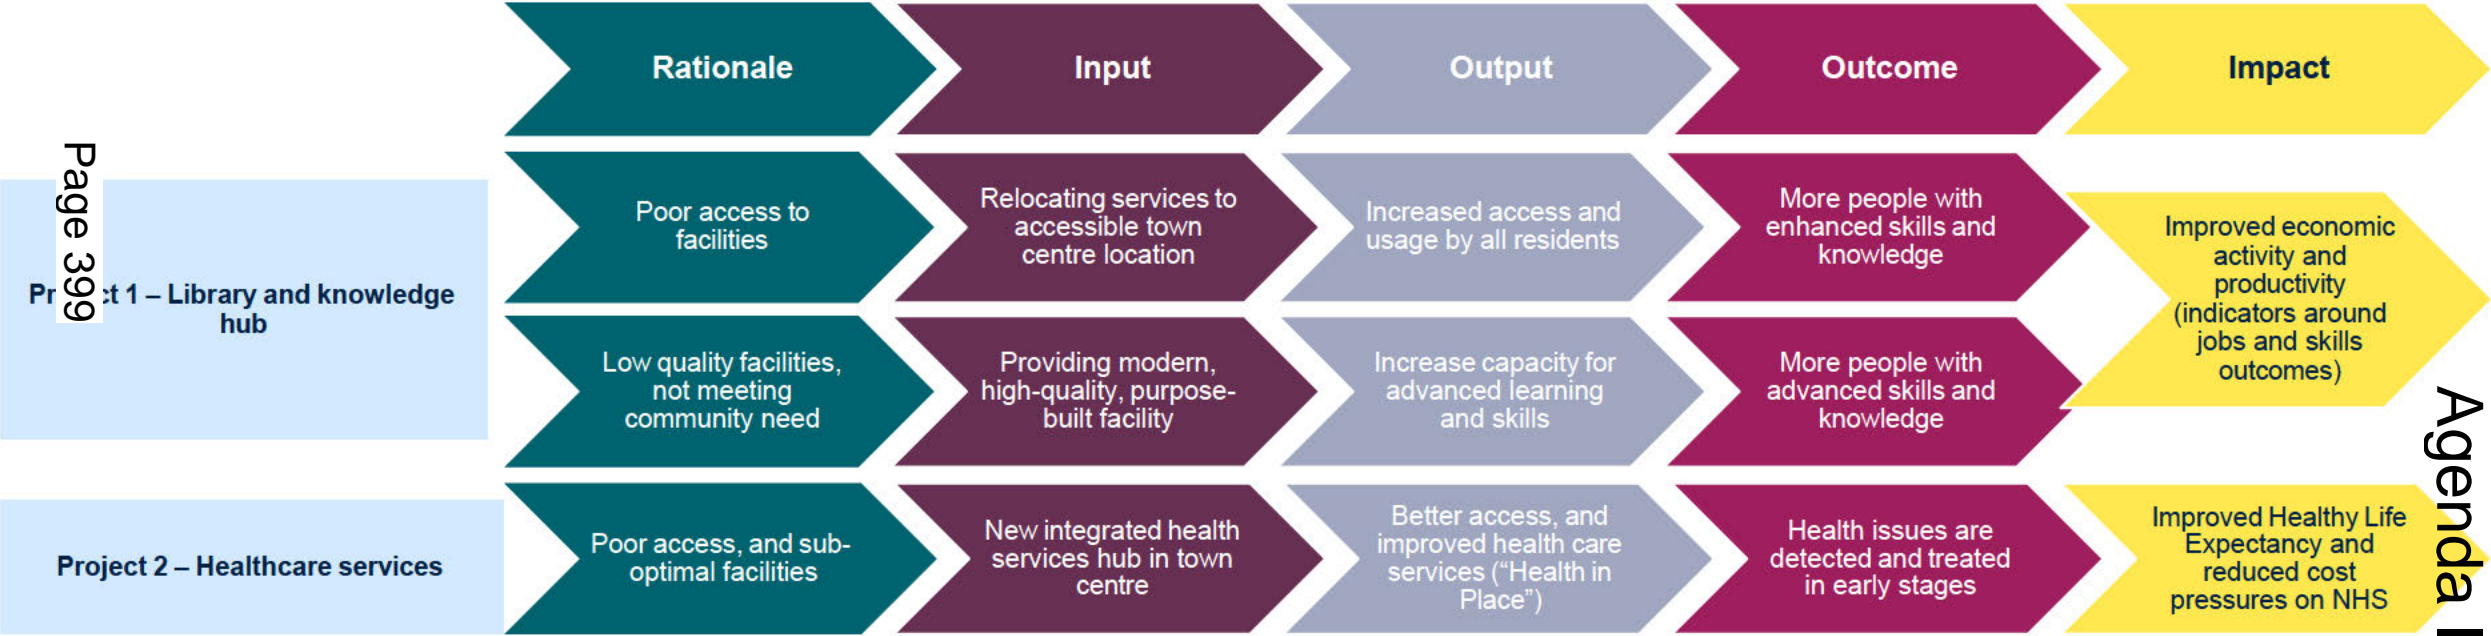 Rationale
Input
Output
Outcome
Impact
Page 399
Pr ct 1 – Library and knowledge
hub
Poor access to
facilities
Relocating services to
accessible town
centre location
Increased access and
usage by all residents
More people with
enhanced skills and
knowledge
Low quality facilities,
not meeting
community need
Providing modern,
high-quality, purpose-
built facility
Increase capacity for
advanced learning
and skills
More people with
advanced skills and
knowledge
Improved economic
activity and
productivity
(indicators around
jobs and skills
outcomes)
Project 2 – Healthcare services
Poor access, and sub-
optimal facilities
New integrated health
services hub in town
centre
Better access, and
improved health care
services (“Health in
Place”)
Health issues are
detected and treated
in early stages
Improved Healthy Life
Expectancy and
reduced cost
pressures on NHS
Agenda